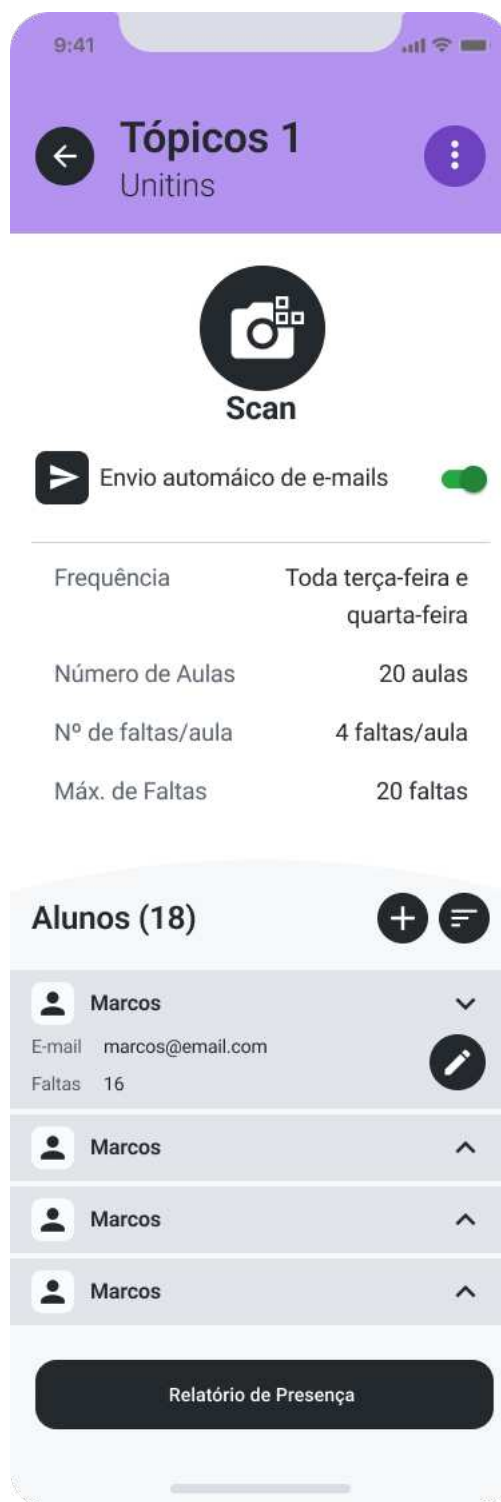 9:41
Tópicos 1
Unitins
Scan
Envio automáico de e-mails
Frequência Toda terça-feira e
quarta-feira
Número de Aulas 20 aulas
Nº de faltas/aula 4 faltas/aula
Máx. de Faltas 20 faltas
Alunos (18)
Marcos
E-mail marcos@email.com
Faltas 16
Marcos
Marcos
Marcos
Relatório de Presença